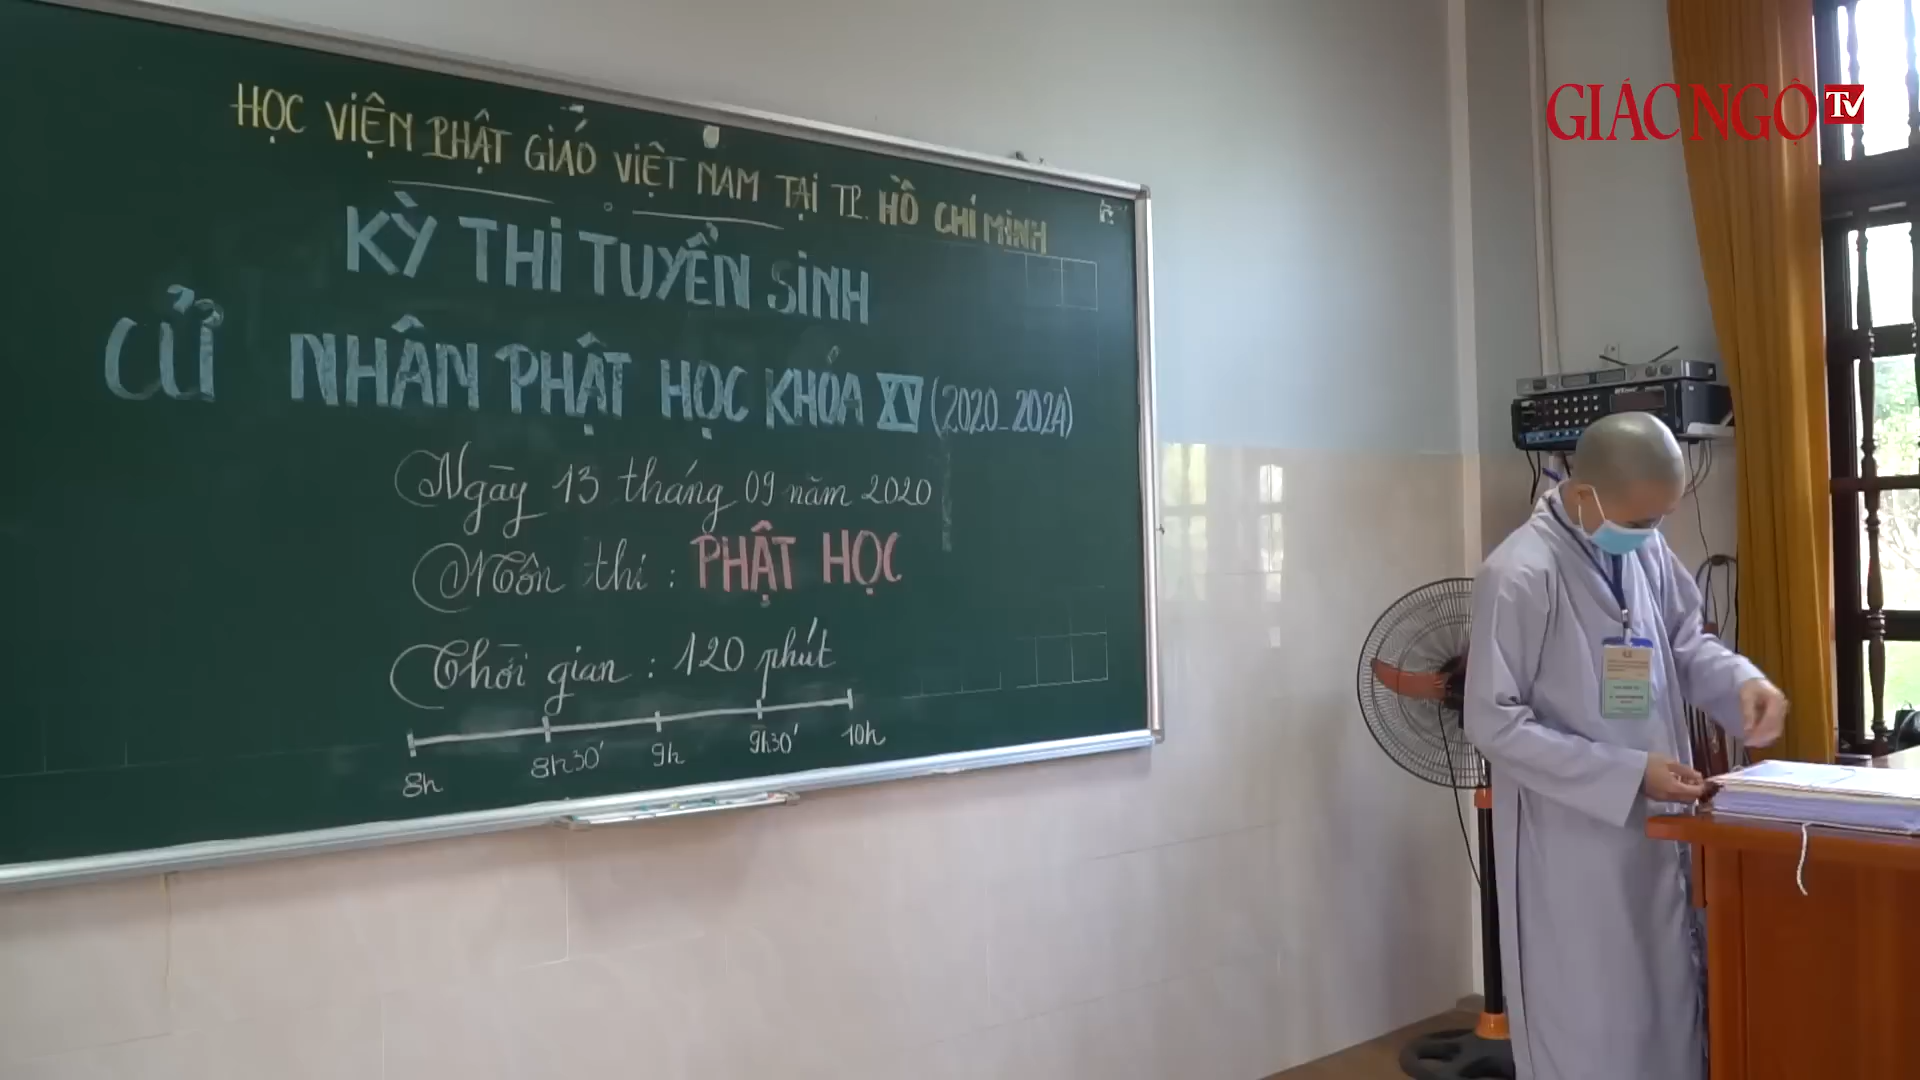 HỌC VIỆN PHẬT GIÁO VIỆT NAM TẠI TP. HỒ CHÍ MINH
KỲ THI TUYỂN SINH
CỬ NHÂN PHẬT HỌC KHÓA XV (2020_2024)
Ngày 13 tháng 09 năm 2020
Môn thi : PHẬT HỌC
Thời gian : 120 phút
8h 8h30' 9h 9h30' 10h
GIÁC NGỘ TV